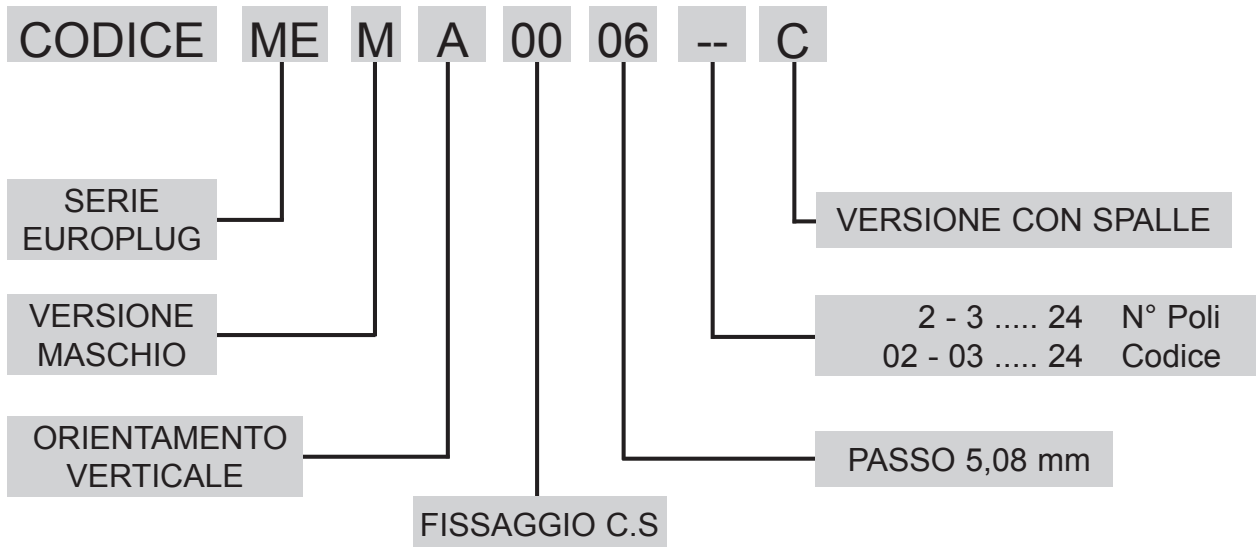 CODICE ME M A 00 06 -- C
SERIE
EUROPLUG
VERSIONE CON SPALLE
VERSIONE
MASCHIO
2 - 3 ..... 24 N° Poli
02 - 03 ..... 24 Codice
ORIENTAMENTO
VERTICALE
PASSO 5,08 mm
FISSAGGIO C.S